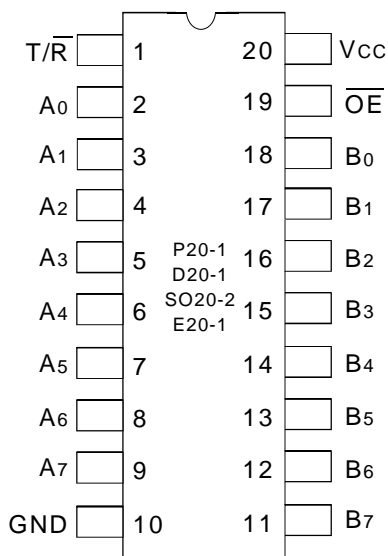 T/R̅ 1 20 Vcc
A0 2 19 O̅E̅
A1 3 18 B0
A2 4 17 B1
A3 5 P20-1 16 B2
D20-1
A4 6 SO20-2 15 B3
E20-1
A5 7 14 B4
A6 8 13 B5
A7 9 12 B6
GND 10 11 B7